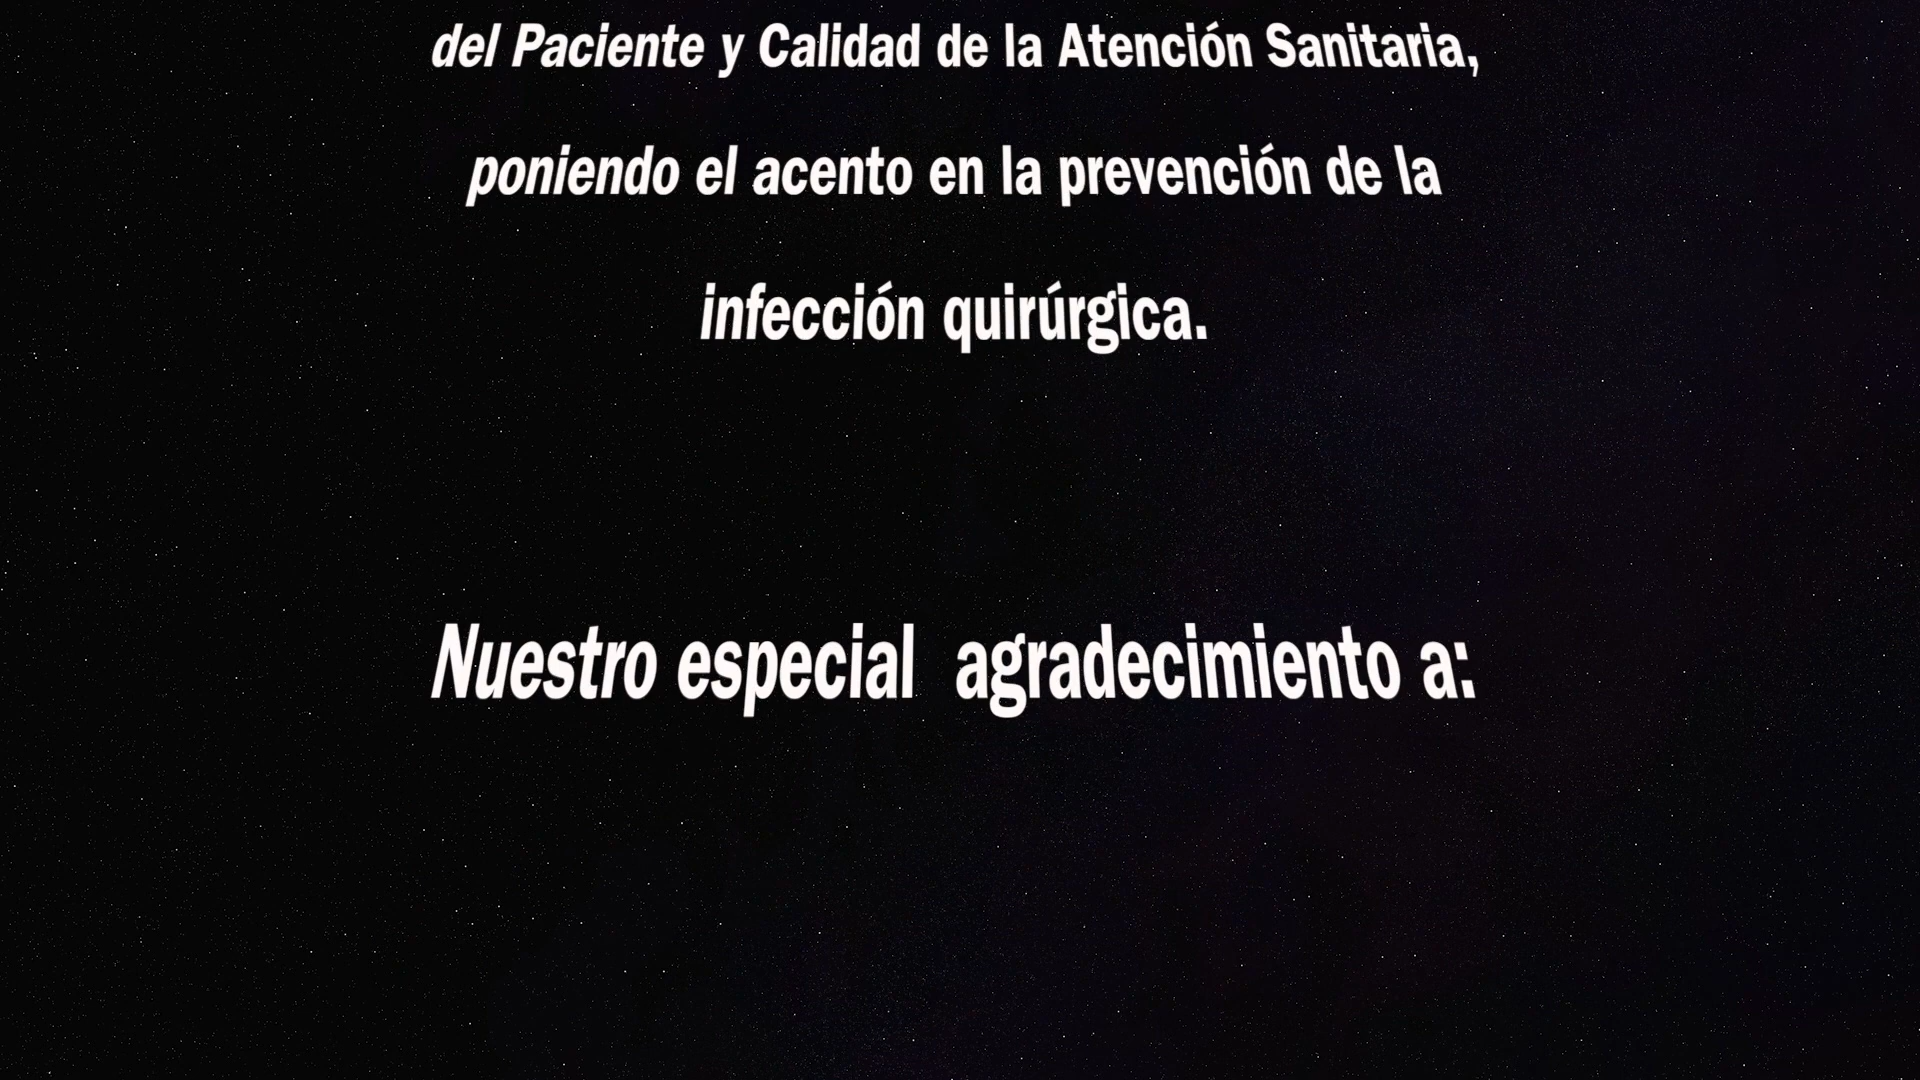 del Paciente y Calidad de la Atención Sanitaria,
poniendo el acento en la prevención de la
infección quirúrgica.
Nuestro especial  agradecimiento a: